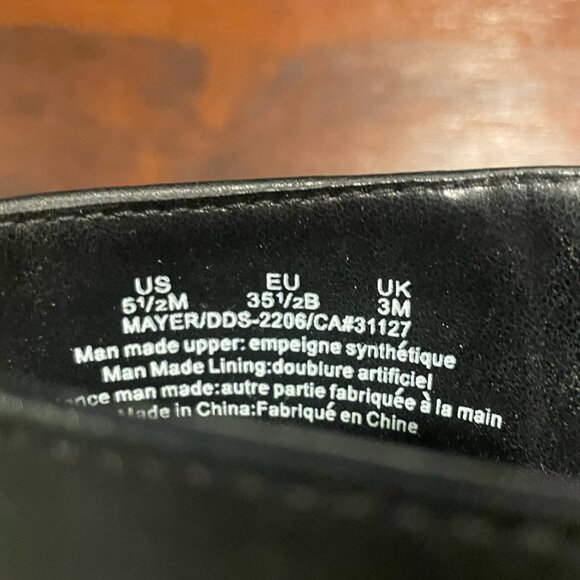 US EU UK
5½M 35½B 3M
MAYER/DDS-2206/CA#31127
Man made upper:empeigne synthétique
Man Made Lining:doublure artificiel
man made:autre partie fabriquée à la main
Made in China:Fabriqué en Chine